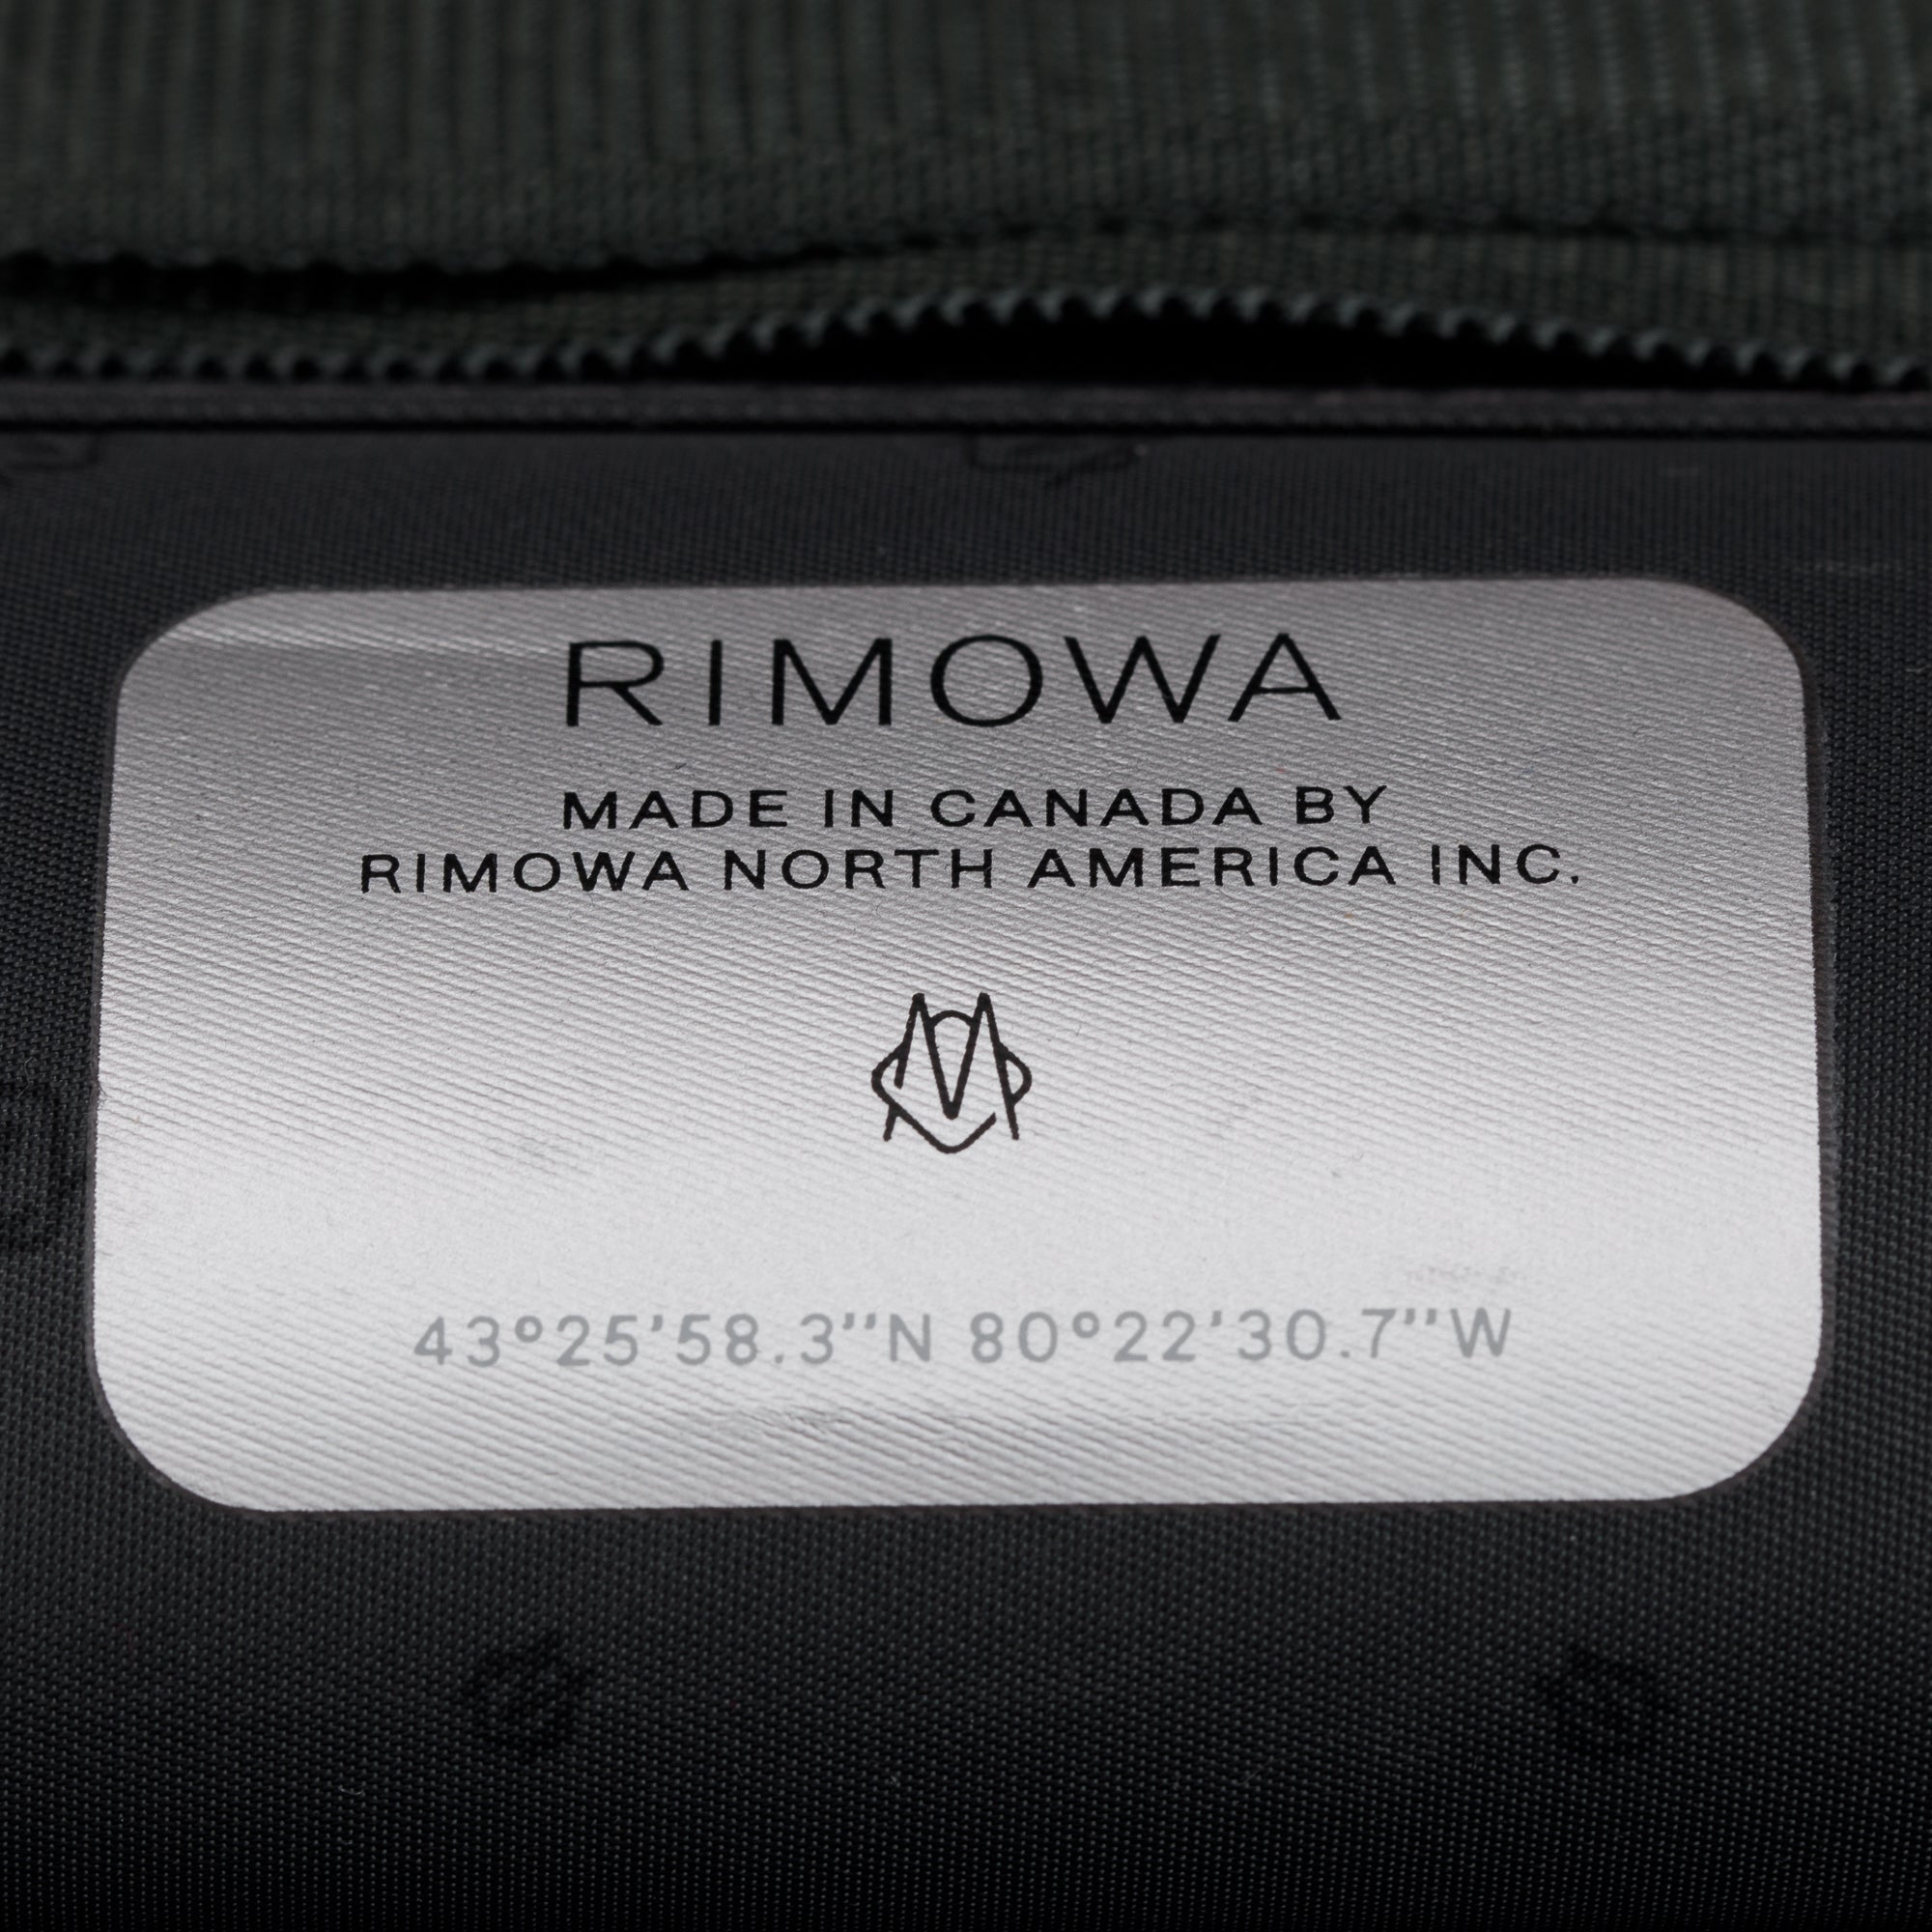 RIMOWA
MADE IN CANADA BY
RIMOWA NORTH AMERICA INC.
43°25'58.3"N 80°22'30.7"W